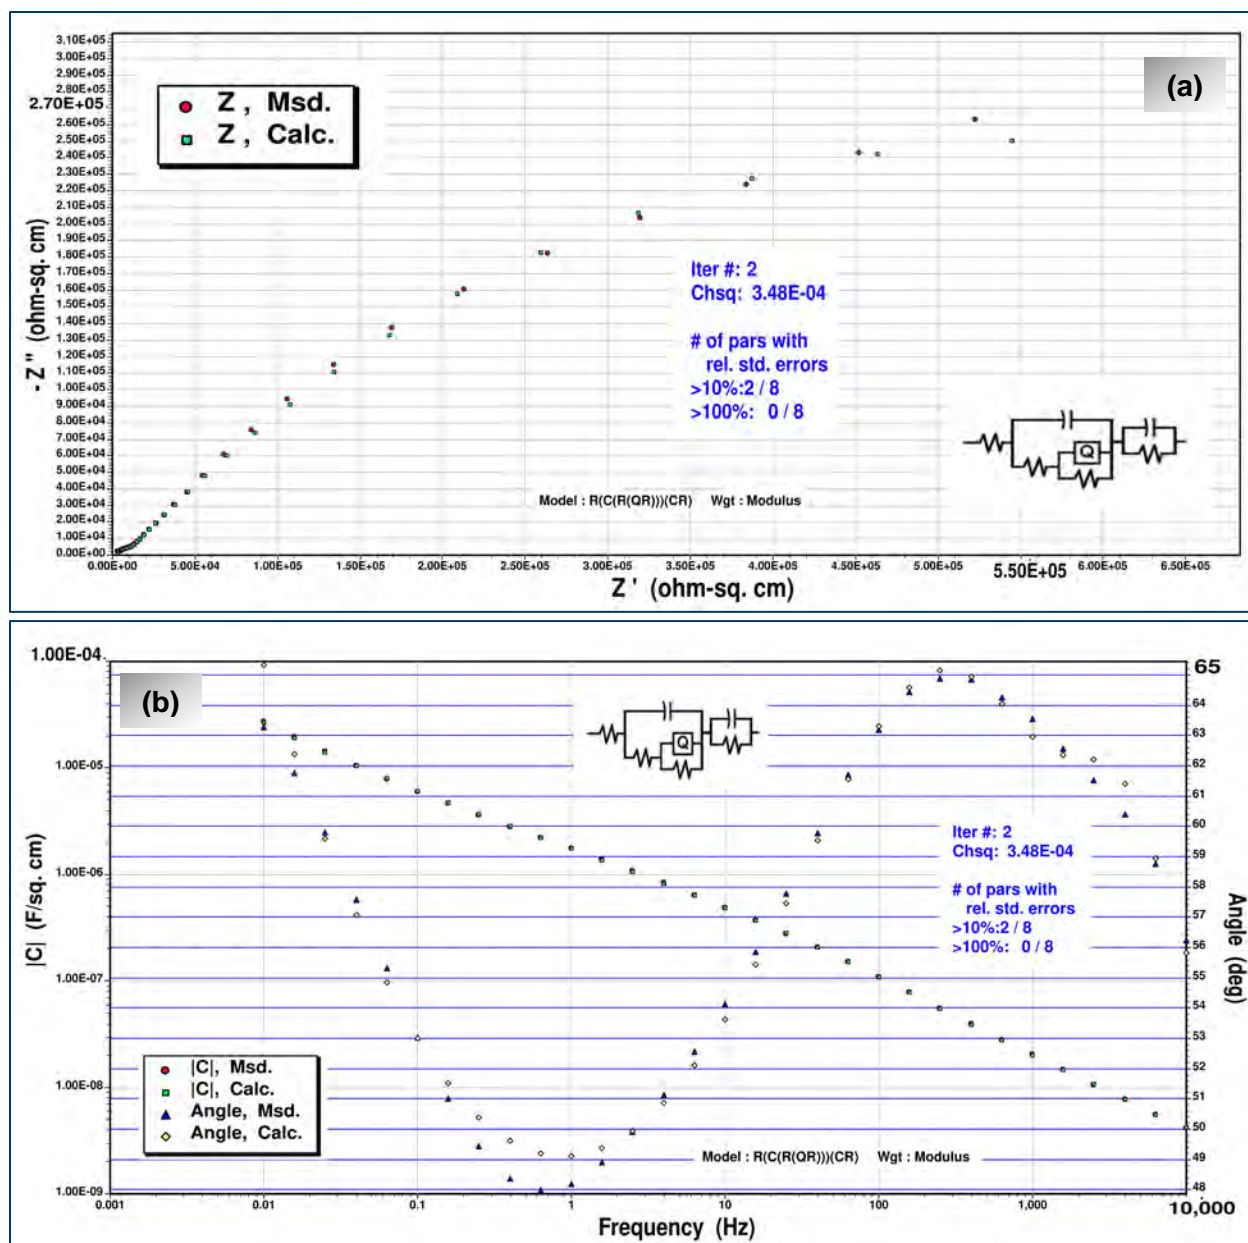 (a)
3.10E+05
3.00E+05
2.90E+05
2.80E+05
2.70E+05
2.60E+05
2.50E+05
2.40E+05
2.30E+05
2.20E+05
2.10E+05
2.00E+05
1.90E+05
1.80E+05
1.70E+05
1.60E+05
1.50E+05
1.40E+05
1.30E+05
1.20E+05
1.10E+05
1.00E+05
9.00E+04
8.00E+04
7.00E+04
6.00E+04
5.00E+04
4.00E+04
3.00E+04
2.00E+04
1.00E+04
0.00E+00
- Z " (ohm-sq. cm)
Z , Msd.
Z , Calc.
Iter #: 2
Chsq: 3.48E-04
# of pars with
rel. std. errors
>10%:2 / 8
>100%: 0 / 8
Q
Model : R(C(R(QR)))(CR) Wgt : Modulus
0.00E+00 5.00E+04 1.00E+05 1.50E+05 2.00E+05 2.50E+05 3.00E+05 3.50E+05 4.00E+05 4.50E+05 5.00E+05 5.50E+05 6.00E+05 6.50E+05
Z ' (ohm-sq. cm)
(b)
1.00E-04
1.00E-05
1.00E-06
1.00E-07
1.00E-08
1.00E-09
|C| (F/sq. cm)
Q
Iter #: 2
Chsq: 3.48E-04
# of pars with
rel. std. errors
>10%:2 / 8
>100%: 0 / 8
|C|, Msd.
|C|, Calc.
Angle, Msd.
Angle, Calc.
Model : R(C(R(QR)))(CR) Wgt : Modulus
65
64
63
62
61
60
59
58
57
56
55
54
53
52
51
50
49
48
Angle (deg)
0.001 0.01 0.1 1 10 100 1,000 10,000
Frequency (Hz)